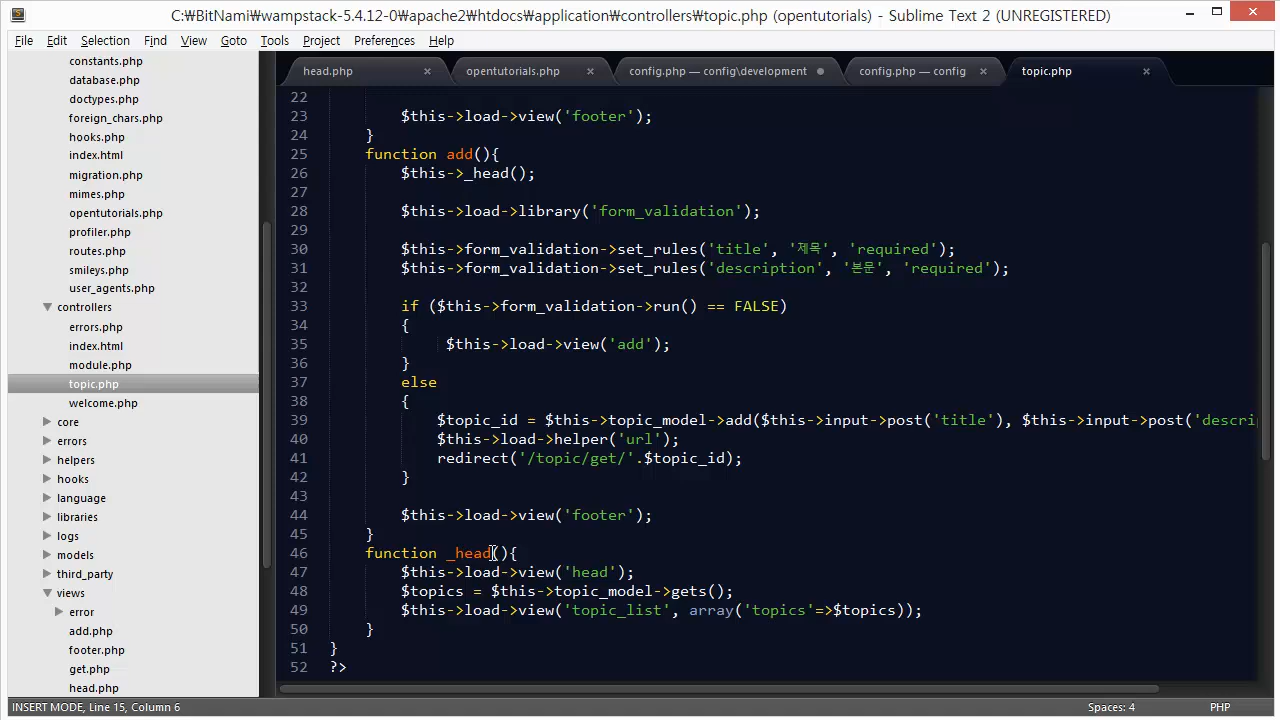 C:₩BitNami₩wampstack-5.4.12-0₩apache2₩htdocs₩application₩controllers₩topic.php (opentutorials) - Sublime Text 2 (UNREGISTERED)
File Edit Selection Find View Goto Tools Project Preferences Help
constants.php
database.php
doctypes.php
foreign_chars.php
hooks.php
index.html
migration.php
mimes.php
opentutorials.php
profiler.php
routes.php
smileys.php
user_agents.php
controllers
errors.php
index.html
module.php
topic.php
welcome.php
core
errors
helpers
hooks
language
libraries
logs
models
third_party
views
error
add.php
footer.php
get.php
head.php
head.php opentutorials.php config.php — config\development config.php — config topic.php
22
23 $this->load->view('footer');
24 }
25 function add(){
26 $this->_head();
27
28 $this->load->library('form_validation');
29
30 $this->form_validation->set_rules('title', '제목', 'required');
31 $this->form_validation->set_rules('description', '본문', 'required');
32
33 if ($this->form_validation->run() == FALSE)
34 {
35 $this->load->view('add');
36 }
37 else
38 {
39 $topic_id = $this->topic_model->add($this->input->post('title'), $this->input->post('descri
40 $this->load->helper('url');
41 redirect('/topic/get/'.$topic_id);
42 }
43
44 $this->load->view('footer');
45 }
46 function _head(){
47 $this->load->view('head');
48 $topics = $this->topic_model->gets();
49 $this->load->view('topic_list', array('topics'=>$topics));
50 }
51 }
52 ?>
INSERT MODE, Line 15, Column 6 Spaces: 4 PHP